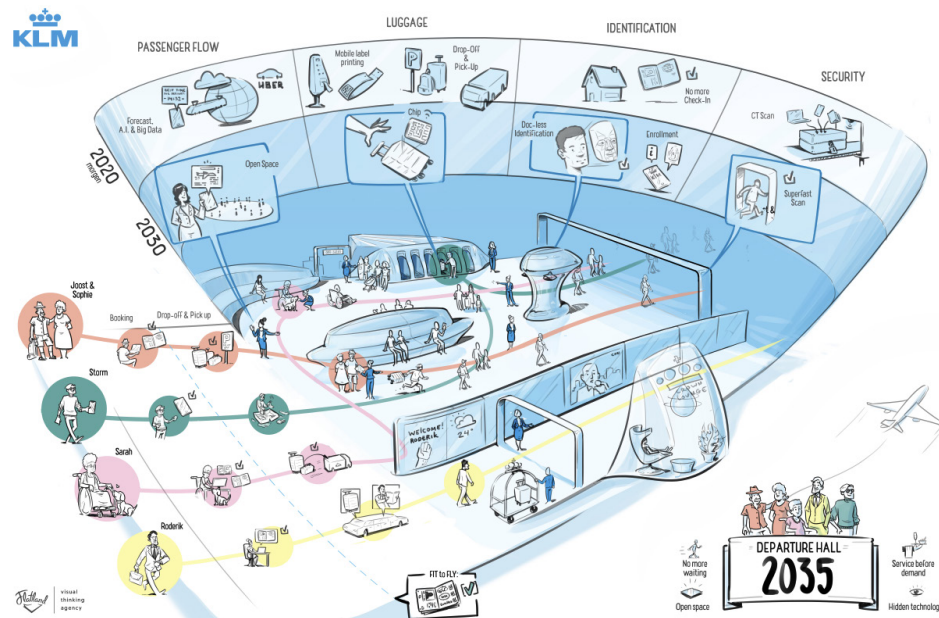 KLM
PASSENGER FLOW
LUGGAGE
IDENTIFICATION
SECURITY
Forecast,
A.I. & Big Data
UBER
Mobile label
printing
P
Drop-Off
&
Pick-Up
No more
Check-In
CT Scan
2020
morgen
2030
Open Space
Chip
Doc-less
Identification
Enrollment
Superfast
Scan
Joost &
Sophie
Booking
Drop-off & Pick up
Storm
Sarah
Roderik
WELCOME!
RODERIK
24°
FIT to FLY:
No more
waiting
Open space
DEPARTURE HALL
2035
Service before
demand
Hidden technolog
Flatland
visual
thinking
agency